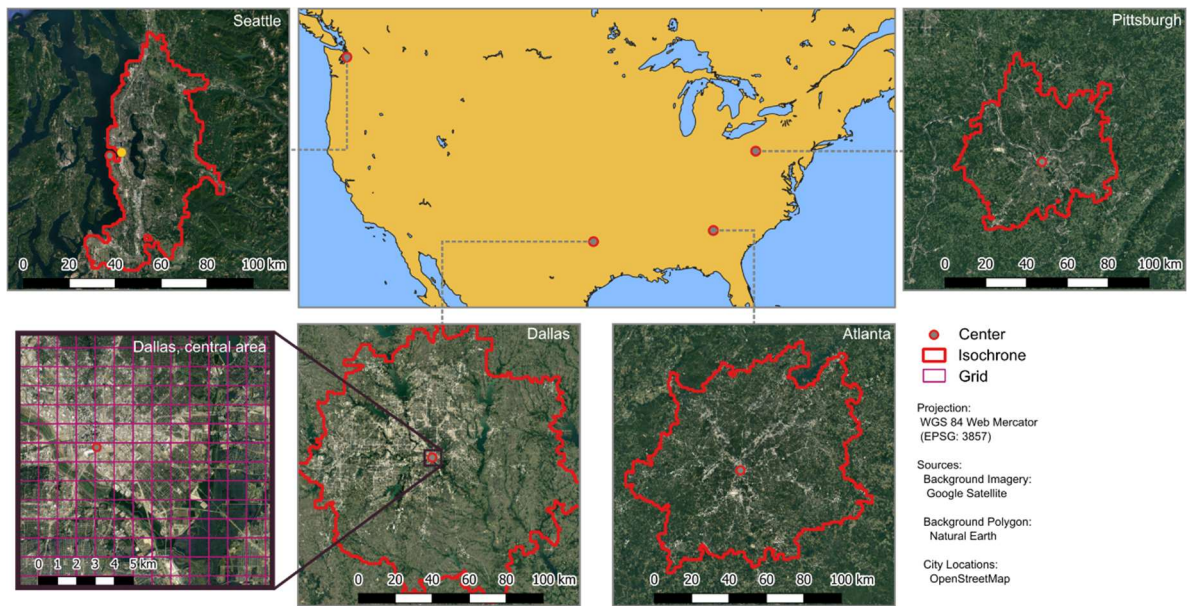 Seattle
0 20 40 60 80 100 km
Pittsburgh
0 20 40 60 80 100 km
Dallas, central area
0 1 2 3 4 5 km
Dallas
0 20 40 60 80 100 km
Atlanta
0 20 40 60 80 100 km
Center
Isochrone
Grid
Projection:
WGS 84 Web Mercator
(EPSG: 3857)
Sources:
Background Imagery:
Google Satellite
Background Polygon:
Natural Earth
City Locations:
OpenStreetMap